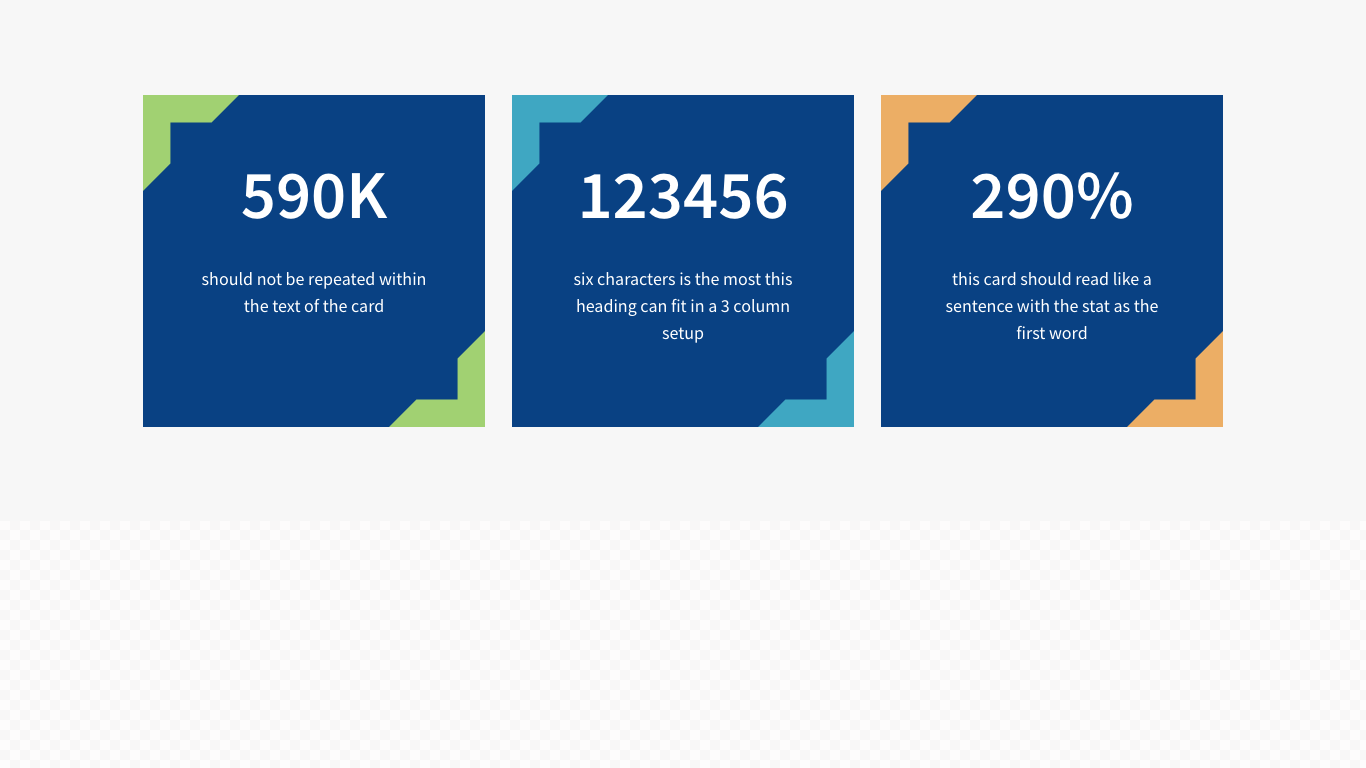 590K
should not be repeated within
the text of the card
123456
six characters is the most this
heading can fit in a 3 column
setup
290%
this card should read like a
sentence with the stat as the
first word